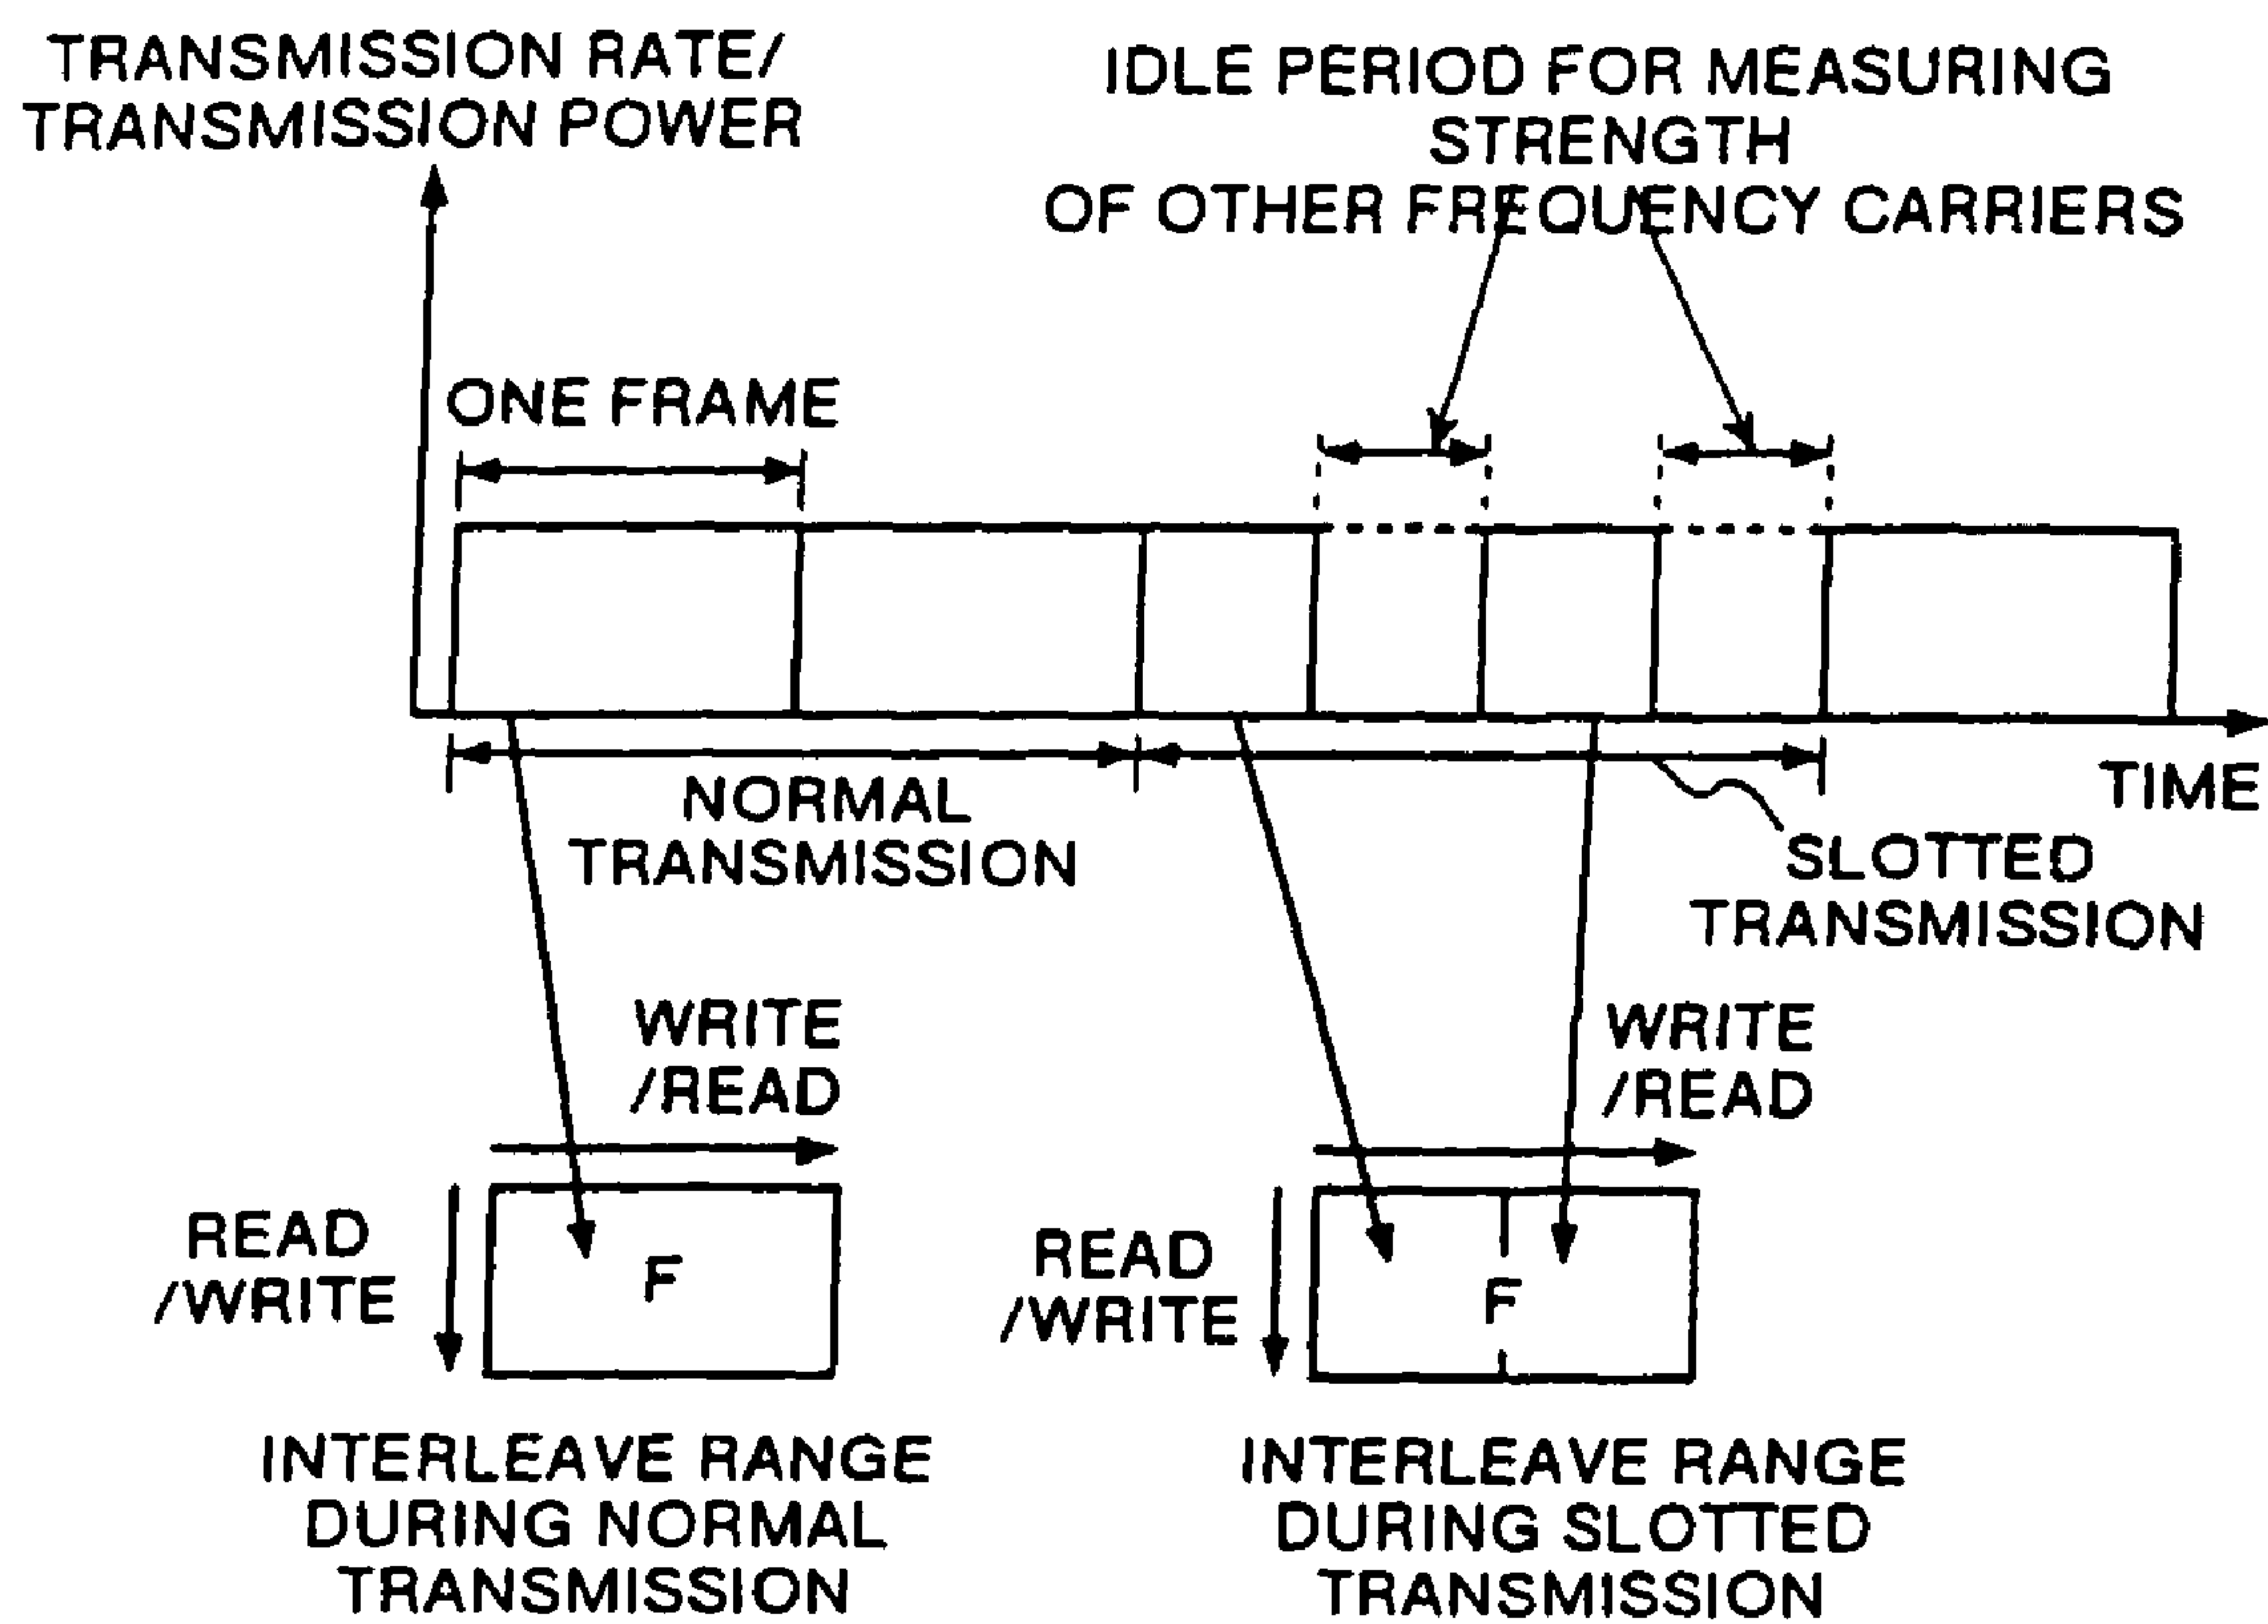 TRANSMISSION RATE/
TRANSMISSION POWER
IDLE PERIOD FOR MEASURING
STRENGTH
OF OTHER FREQUENCY CARRIERS
ONE FRAME
NORMAL
TRANSMISSION
TIME
SLOTTED
TRANSMISSION
WRITE
/READ
READ
/WRITE
F
INTERLEAVE RANGE
DURING NORMAL
TRANSMISSION
WRITE
/READ
READ
/WRITE
F
INTERLEAVE RANGE
DURING SLOTTED
TRANSMISSION